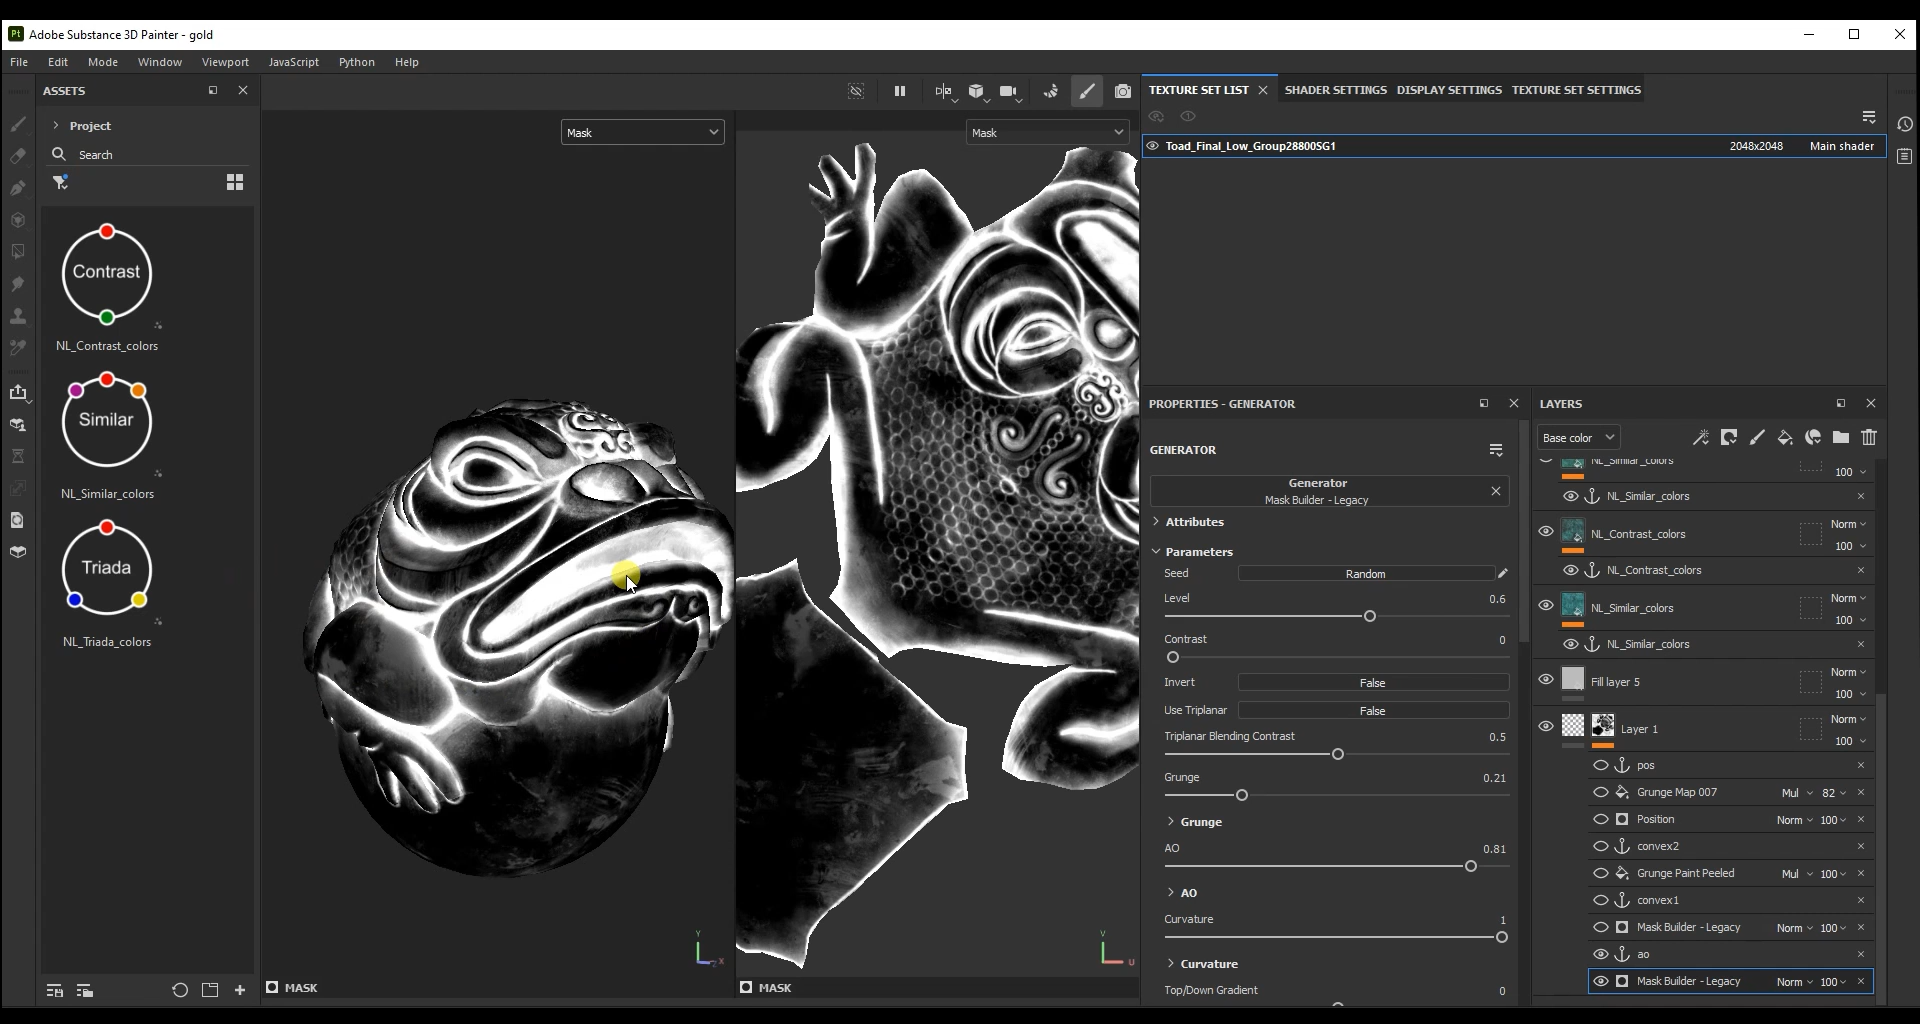 Pt Adobe Substance 3D Painter - gold
File Edit Mode Window Viewport JavaScript Python Help
ASSETS
Project
Search
Contrast
NL_Contrast_colors
Similar
NL_Similar_colors
Triada
NL_Triada_colors
Mask
Mask
Y
X
V
U
MASK
MASK
TEXTURE SET LIST SHADER SETTINGS DISPLAY SETTINGS TEXTURE SET SETTINGS
Toad_Final_Low_Group28800SG1 2048x2048 Main shader
PROPERTIES - GENERATOR
GENERATOR
Generator
Mask Builder - Legacy
Attributes
Parameters
Seed Random
Level 0.6
Contrast 0
Invert False
Use Triplanar False
Triplanar Blending Contrast 0.5
Grunge 0.21
Grunge
AO 0.81
AO
Curvature 1
Curvature
Top/Down Gradient 0
LAYERS
Base color
NL_Similar_colors
100
NL_Similar_colors
Norm
NL_Contrast_colors
100
NL_Contrast_colors
Norm
NL_Similar_colors
100
NL_Similar_colors
Norm
Fill layer 5
100
Norm
Layer 1
100
pos
Grunge Map 007 Mul 82
Position Norm 100
convex2
Grunge Paint Peeled Mul 100
convex1
Mask Builder - Legacy Norm 100
ao
Mask Builder - Legacy Norm 100